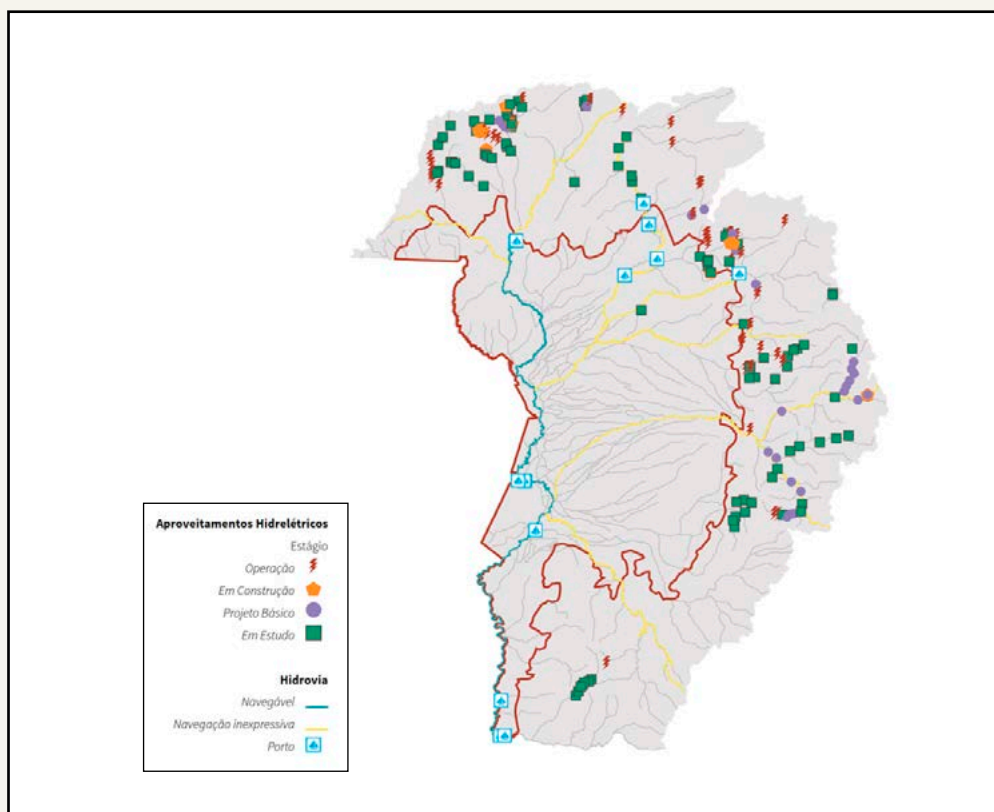 Aproveitamentos Hidrelétricos
Estágio
Operação
Em Construção
Projeto Básico
Em Estudo
Hidrovia
Navegável
Navegação inexpressiva
Porto